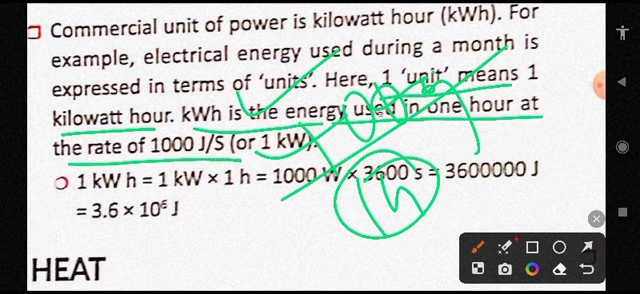 Commercial unit of power is kilowatt hour (kWh). For
example, electrical energy used during a month is
expressed in terms of 'units'. Here, 1 'unit' means 1
kilowatt hour. kWh is the energy used in one hour at
the rate of 1000 J/S (or 1 kW).
1 kW h = 1 kW × 1 h = 1000 W × 3600 s = 3600000 J
= 3.6 × 10⁶ J
HEAT